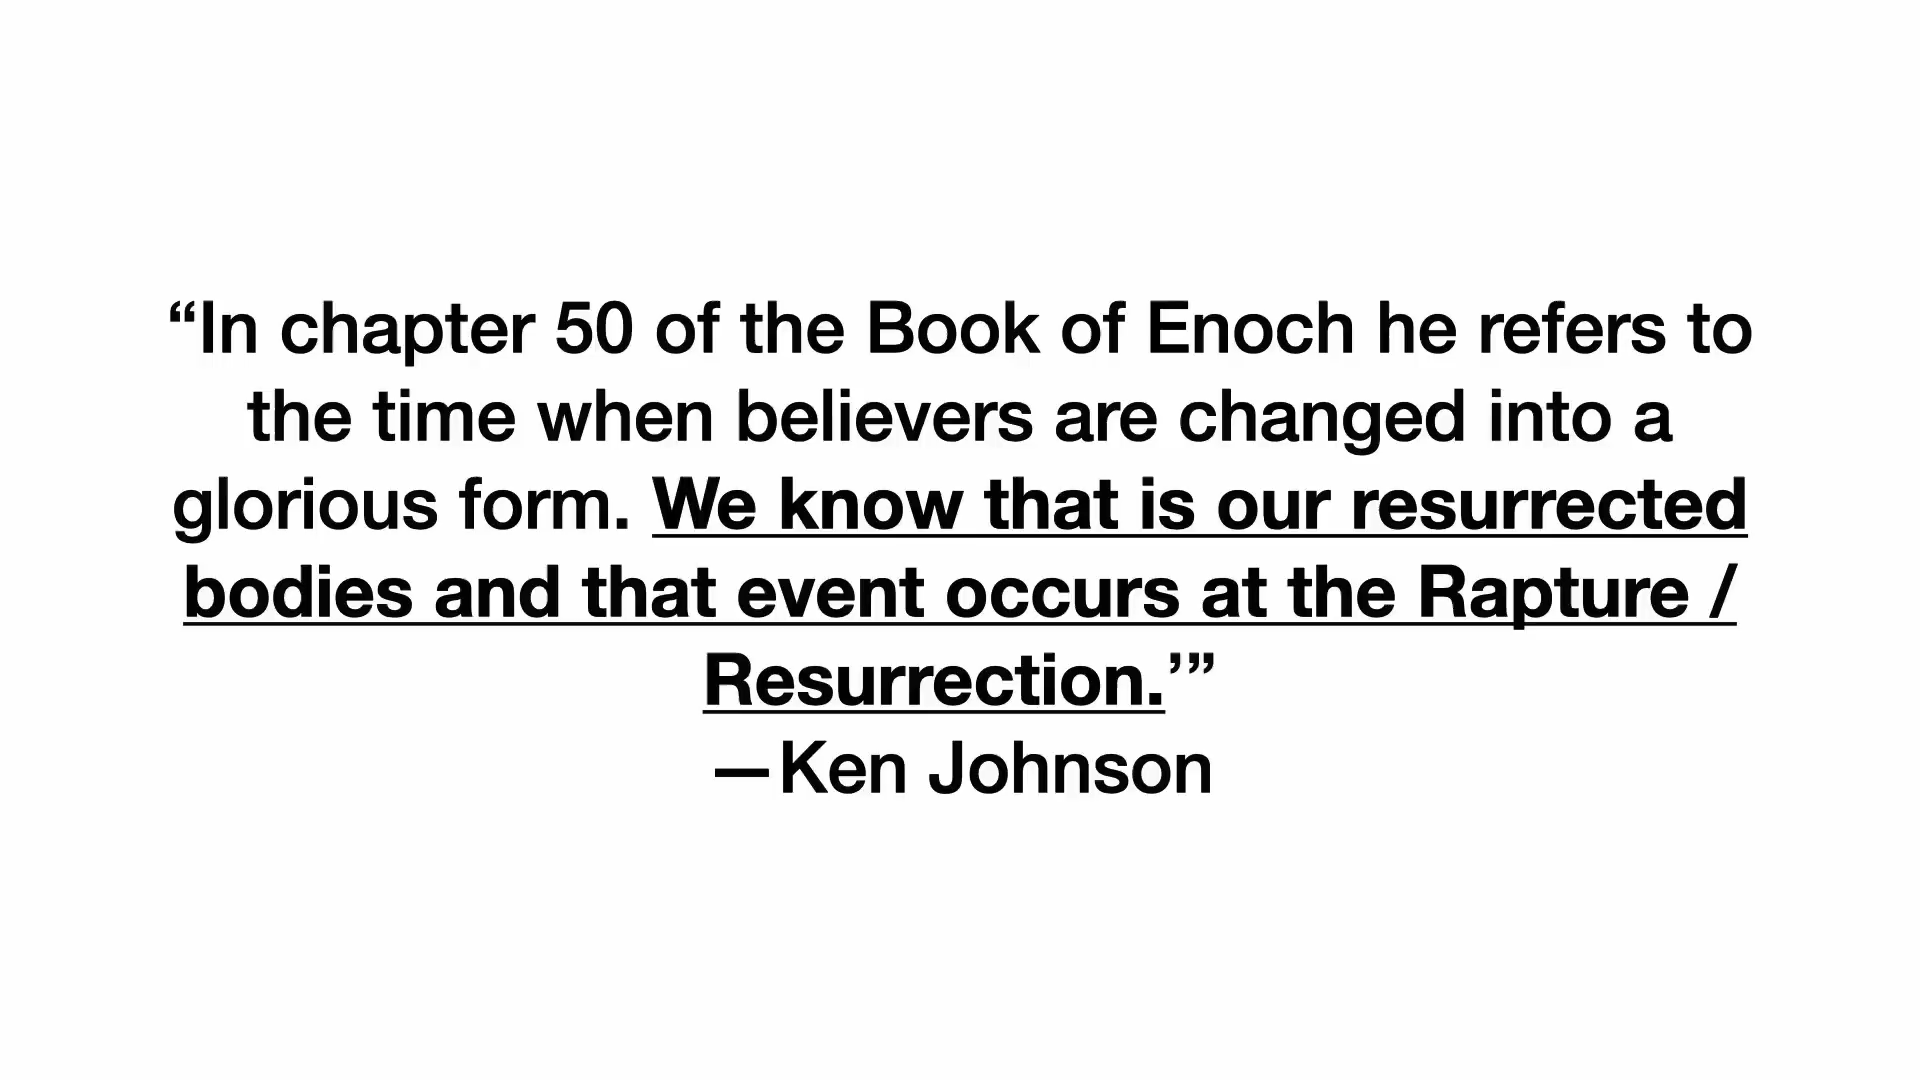 “In chapter 50 of the Book of Enoch he refers to
the time when believers are changed into a
glorious form. We know that is our resurrected
bodies and that event occurs at the Rapture /
Resurrection.’”
—Ken Johnson